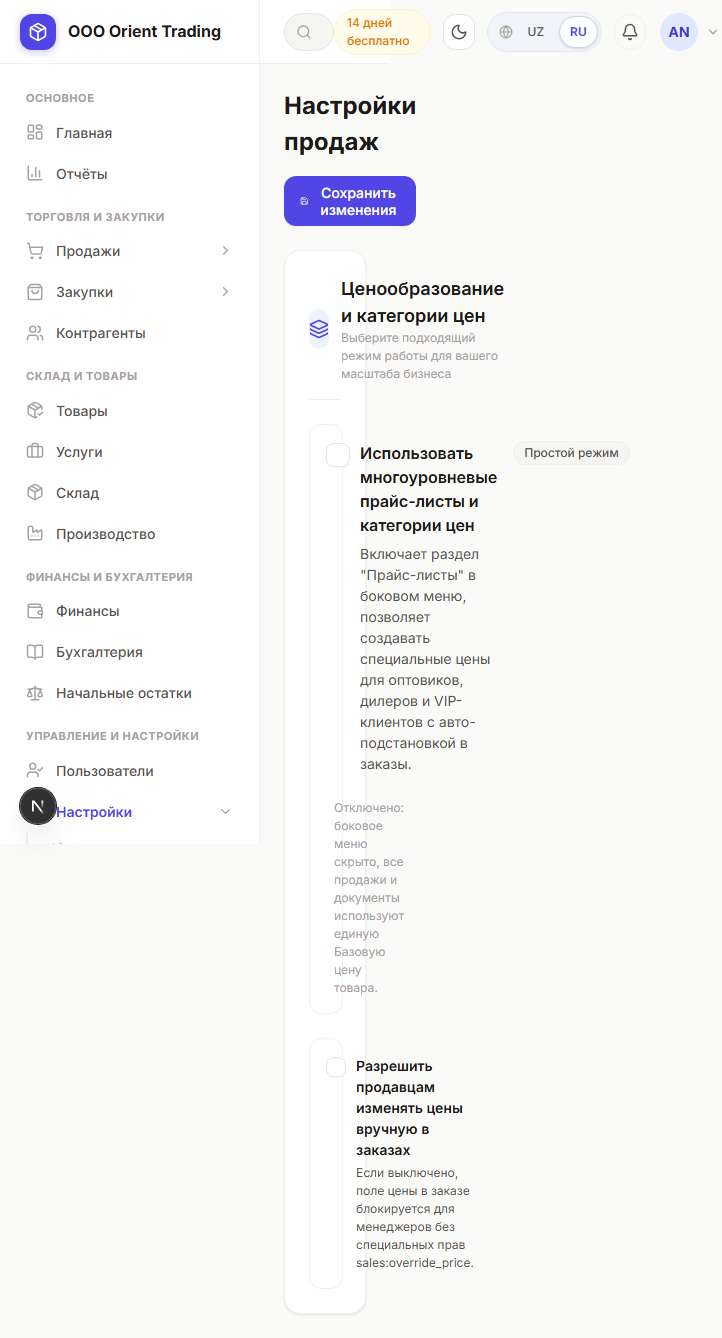 ООО Orient Trading
14 дней
бесплатно
UZ
RU
AN
ОСНОВНОЕ
Главная
Отчёты
ТОРГОВЛЯ И ЗАКУПКИ
Продажи
Закупки
Контрагенты
СКЛАД И ТОВАРЫ
Товары
Услуги
Склад
Производство
ФИНАНСЫ И БУХГАЛТЕРИЯ
Финансы
Бухгалтерия
Начальные остатки
УПРАВЛЕНИЕ И НАСТРОЙКИ
Пользователи
N
Настройки
Настройки
продаж
Сохранить
изменения
Ценообразование
и категории цен
Выберите подходящий
режим работы для вашего
масштаба бизнеса
Использовать
многоуровневые
прайс-листы и
категории цен
Простой режим
Включает раздел
"Прайс-листы" в
боковом меню,
позволяет
создавать
специальные цены
для оптовиков,
дилеров и VIP-
клиентов с авто-
подстановкой в
заказы.
Отключено:
боковое
меню
скрыто, все
продажи и
документы
используют
единую
Базовую
цену
товара.
Разрешить
продавцам
изменять цены
вручную в
заказах
Если выключено,
поле цены в заказе
блокируется для
менеджеров без
специальных прав
sales:override_price.